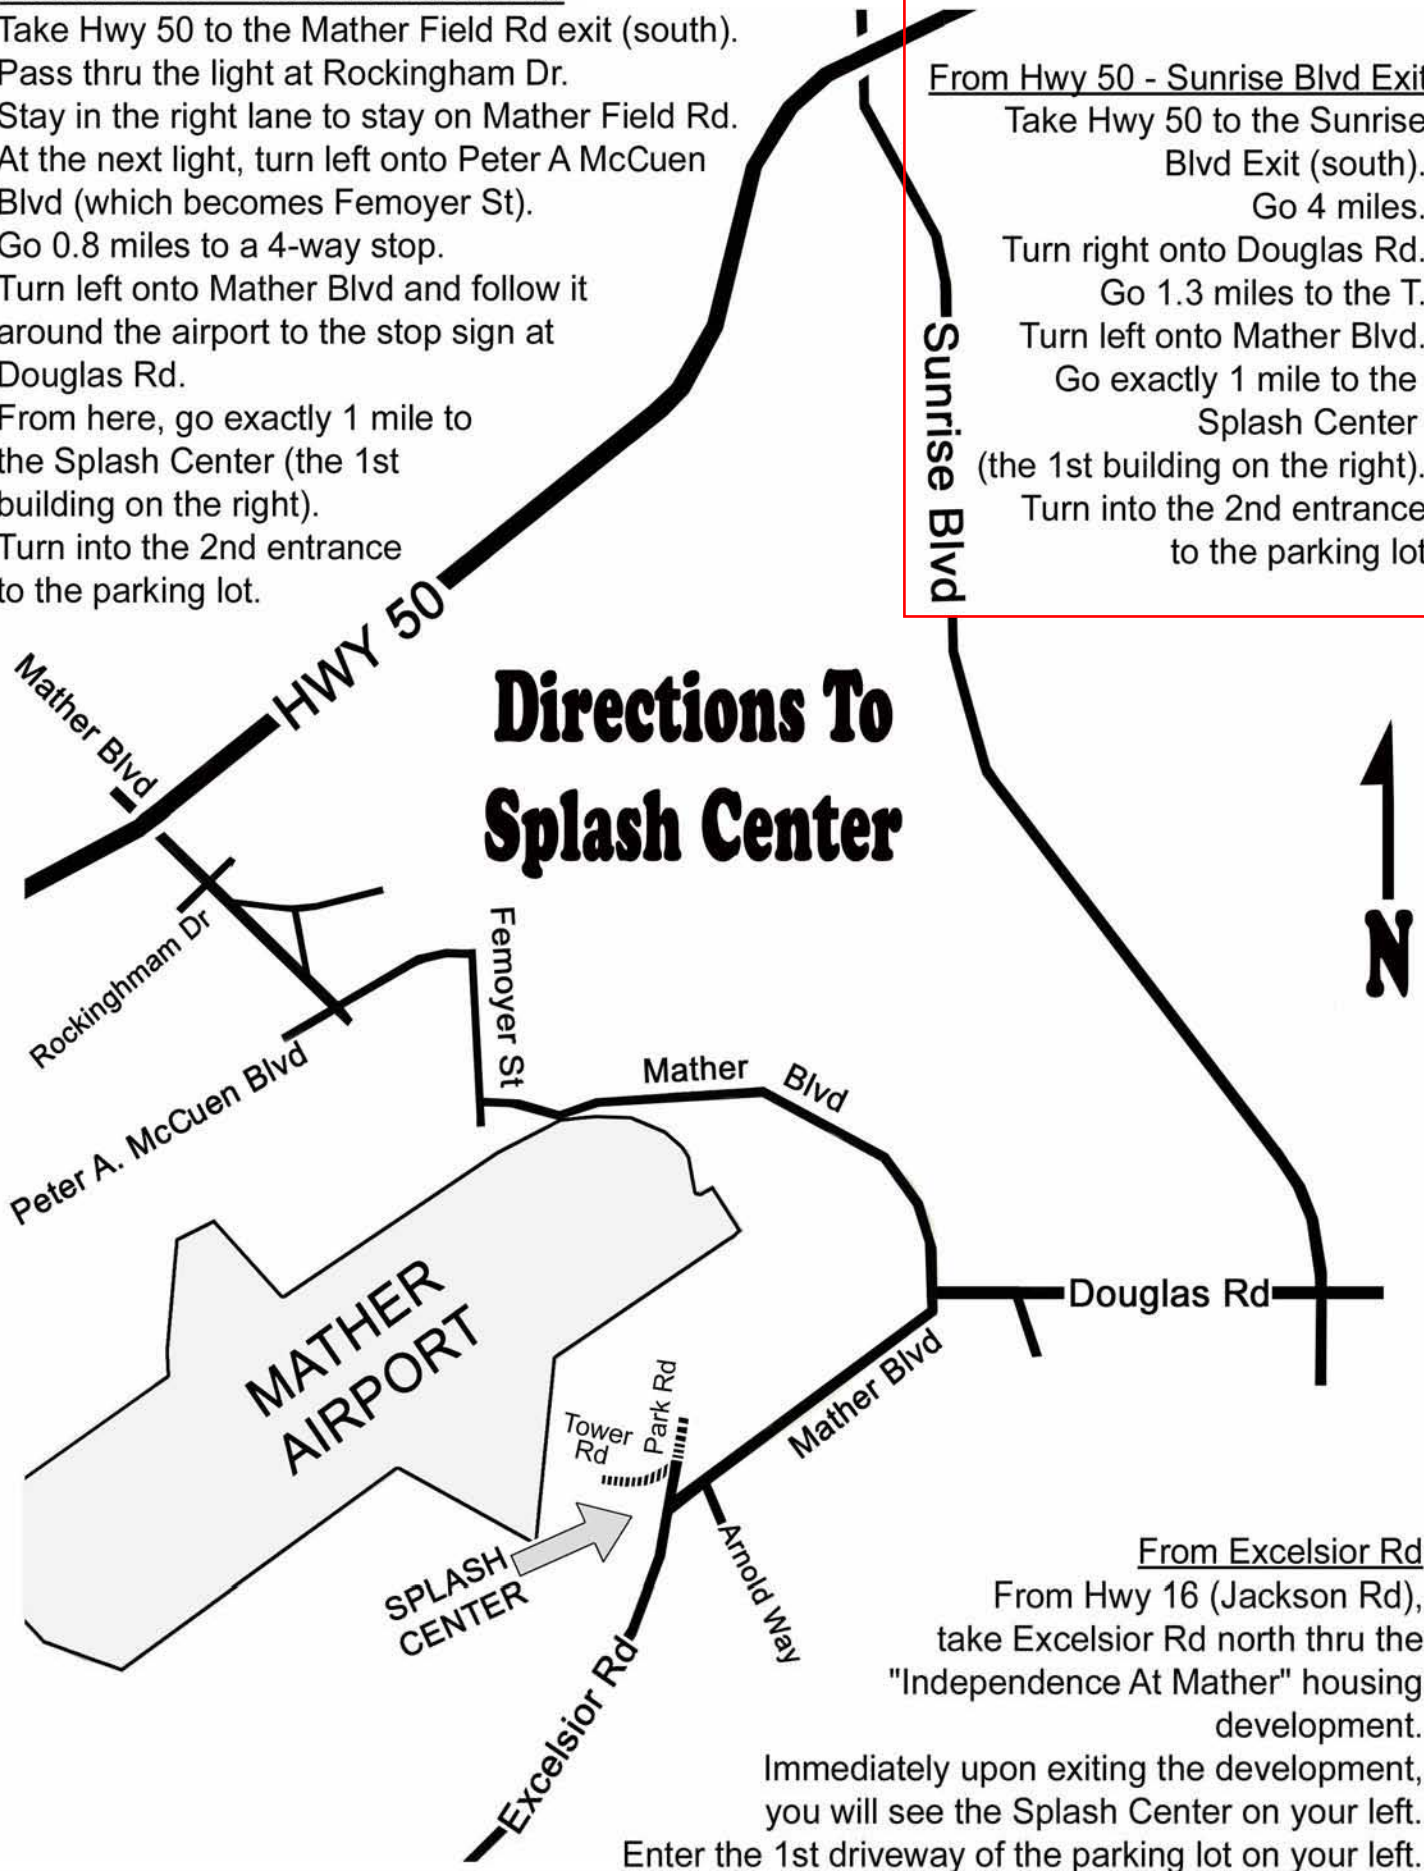 Take Hwy 50 to the Mather Field Rd exit (south).
Pass thru the light at Rockingham Dr.
Stay in the right lane to stay on Mather Field Rd.
At the next light, turn left onto Peter A McCuen
Blvd (which becomes Femoyer St).
Go 0.8 miles to a 4-way stop.
Turn left onto Mather Blvd and follow it
around the airport to the stop sign at
Douglas Rd.
From here, go exactly 1 mile to
the Splash Center (the 1st
building on the right).
Turn into the 2nd entrance
to the parking lot.
From Hwy 50 - Sunrise Blvd Exit
Take Hwy 50 to the Sunrise
Blvd Exit (south).
Go 4 miles.
Turn right onto Douglas Rd.
Go 1.3 miles to the T.
Turn left onto Mather Blvd.
Go exactly 1 mile to the
Splash Center
(the 1st building on the right).
Turn into the 2nd entrance
to the parking lot
Sunrise Blvd
HWY 50
Mather Blvd
Directions To
Splash Center
N
Rockinghmam Dr
Femoyer St
Peter A. McCuen Blvd
Mather Blvd
Douglas Rd
MATHER
AIRPORT
Mather Blvd
Park Rd
Tower
Rd
SPLASH
CENTER
Arnold Way
Excelsior Rd
From Excelsior Rd
From Hwy 16 (Jackson Rd),
take Excelsior Rd north thru the
"Independence At Mather" housing
development.
Immediately upon exiting the development,
you will see the Splash Center on your left.
Enter the 1st driveway of the parking lot on your left.